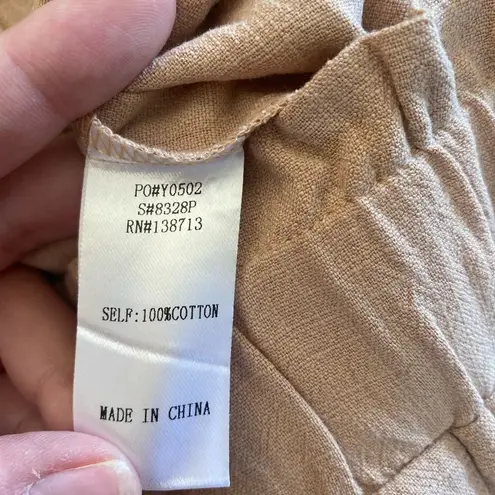 PO#Y0502
S#8328P
RN#138713
SELF:100%COTTON
MADE IN CHINA